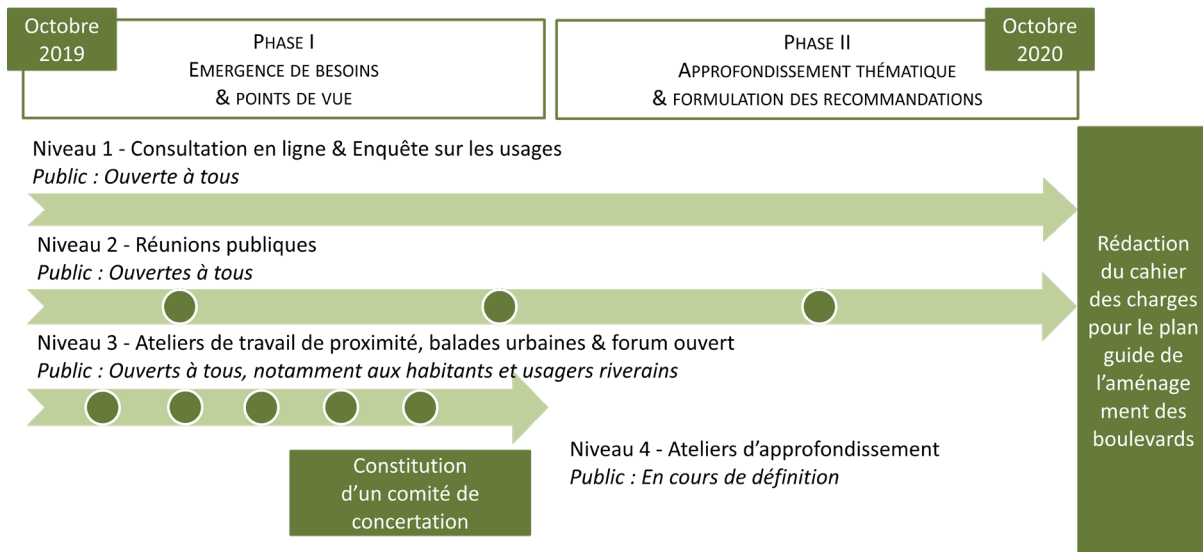 Octobre
2019
PHASE I
EMERGENCE DE BESOINS
& POINTS DE VUE
PHASE II
APPROFONDISSEMENT THÉMATIQUE
& FORMULATION DES RECOMMANDATIONS
Octobre
2020
Niveau 1 - Consultation en ligne & Enquête sur les usages
Public : Ouverte à tous
Niveau 2 - Réunions publiques
Public : Ouvertes à tous
Niveau 3 - Ateliers de travail de proximité, balades urbaines & forum ouvert
Public : Ouverts à tous, notamment aux habitants et usagers riverains
Constitution
d'un comité de
concertation
Niveau 4 - Ateliers d'approfondissement
Public : En cours de définition
Rédaction
du cahier
des charges
pour le plan
guide de
l'aménage
ment des
boulevards